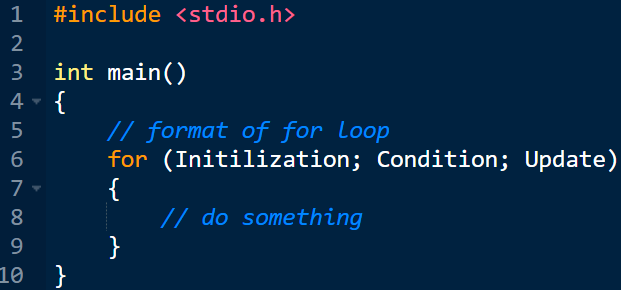 1 #include <stdio.h>
2
3 int main()
4 {
5 // format of for loop
6 for (Initilization; Condition; Update)
7 {
8 // do something
9 }
10 }